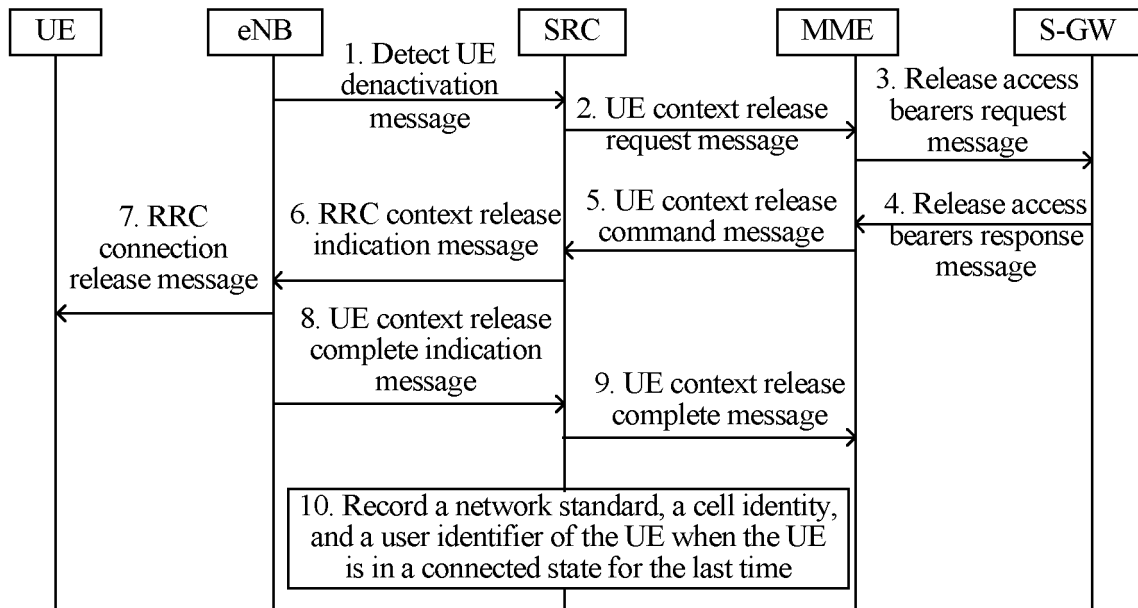 UE
eNB
SRC
MME
S-GW
1. Detect UE
denactivation
message
2. UE context release
request message
3. Release access
bearers request
message
4. Release access
bearers response
message
5. UE context release
command message
6. RRC context release
indication message
7. RRC
connection
release message
8. UE context release
complete indication
message
9. UE context release
complete message
10. Record a network standard, a cell identity,
and a user identifier of the UE when the UE
is in a connected state for the last time